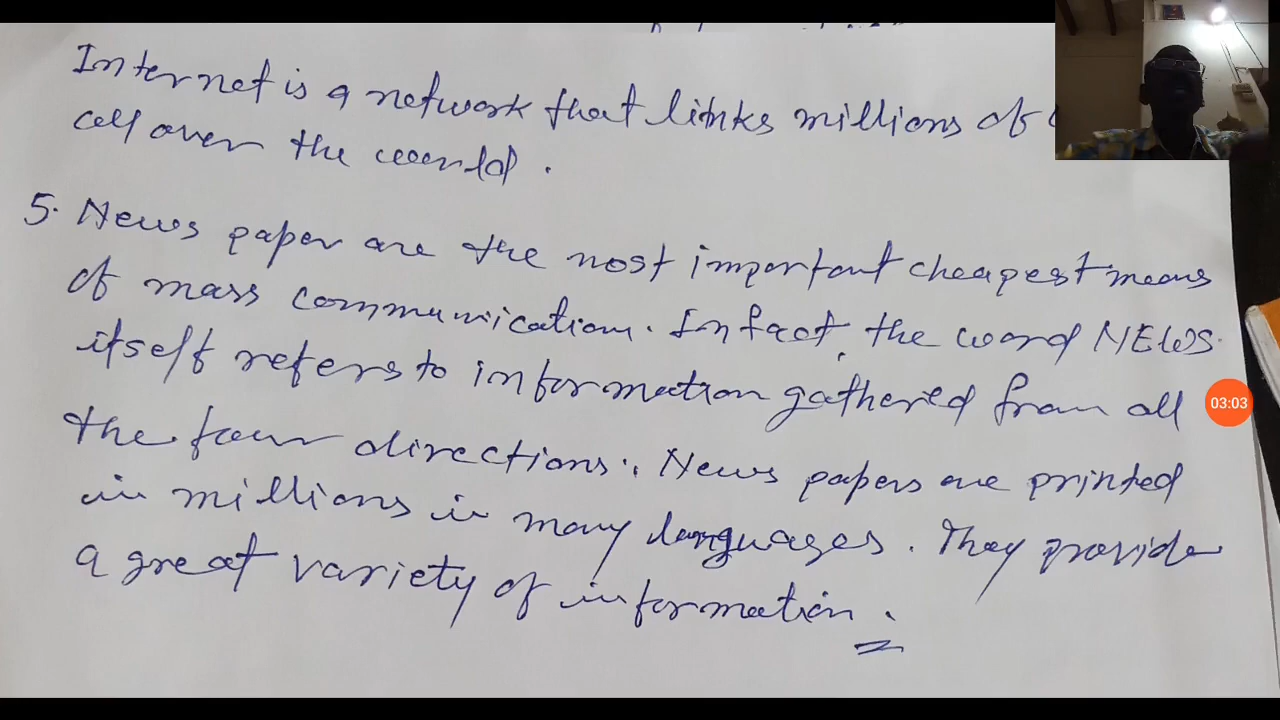 Internet is a network that links millions of
all over the world.
5. News paper are the most important cheapest means
of mass communication. Infact, the word NEWS.
itself refers to information gathered from all
the four directions. News papers are printed
in millions in many languages. They provide
a great variety of information.
03:03